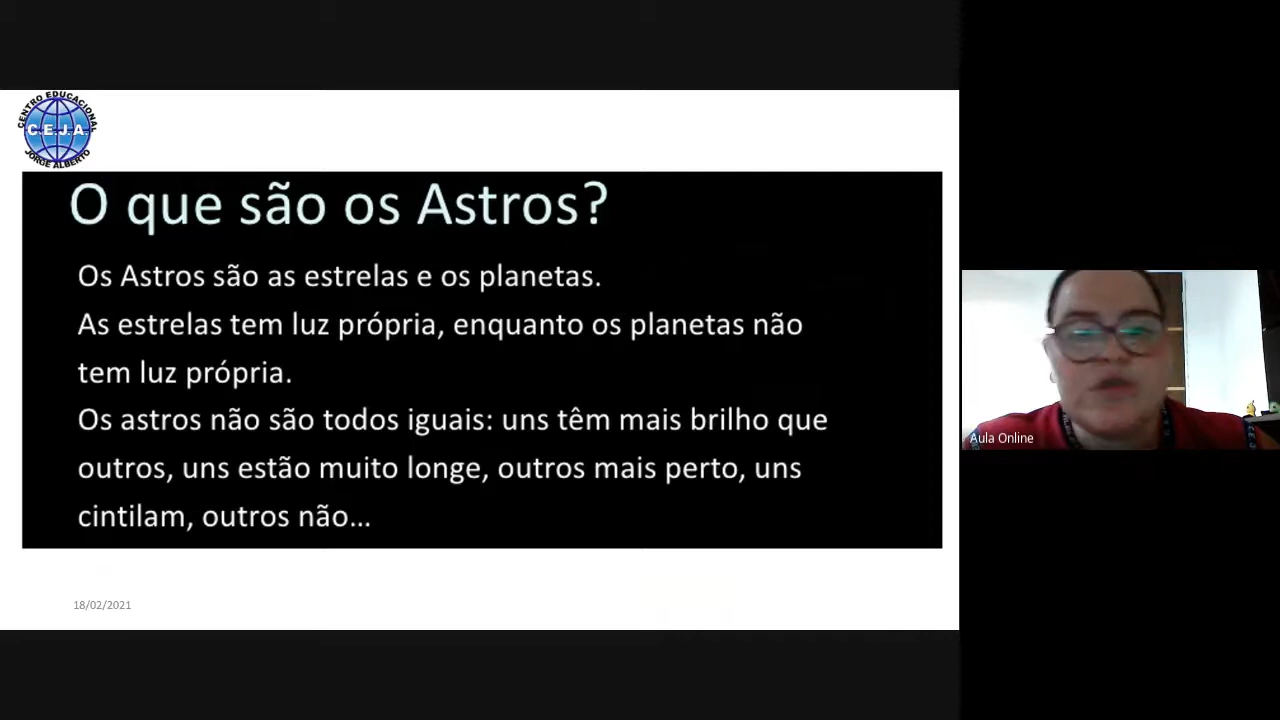 CENTRO EDUCACIONAL
C.E.J.A.
JORGE ALBERTO
O que são os Astros?
Os Astros são as estrelas e os planetas.
As estrelas tem luz própria, enquanto os planetas não
tem luz própria.
Os astros não são todos iguais: uns têm mais brilho que
outros, uns estão muito longe, outros mais perto, uns
cintilam, outros não...
18/02/2021
Aula Online